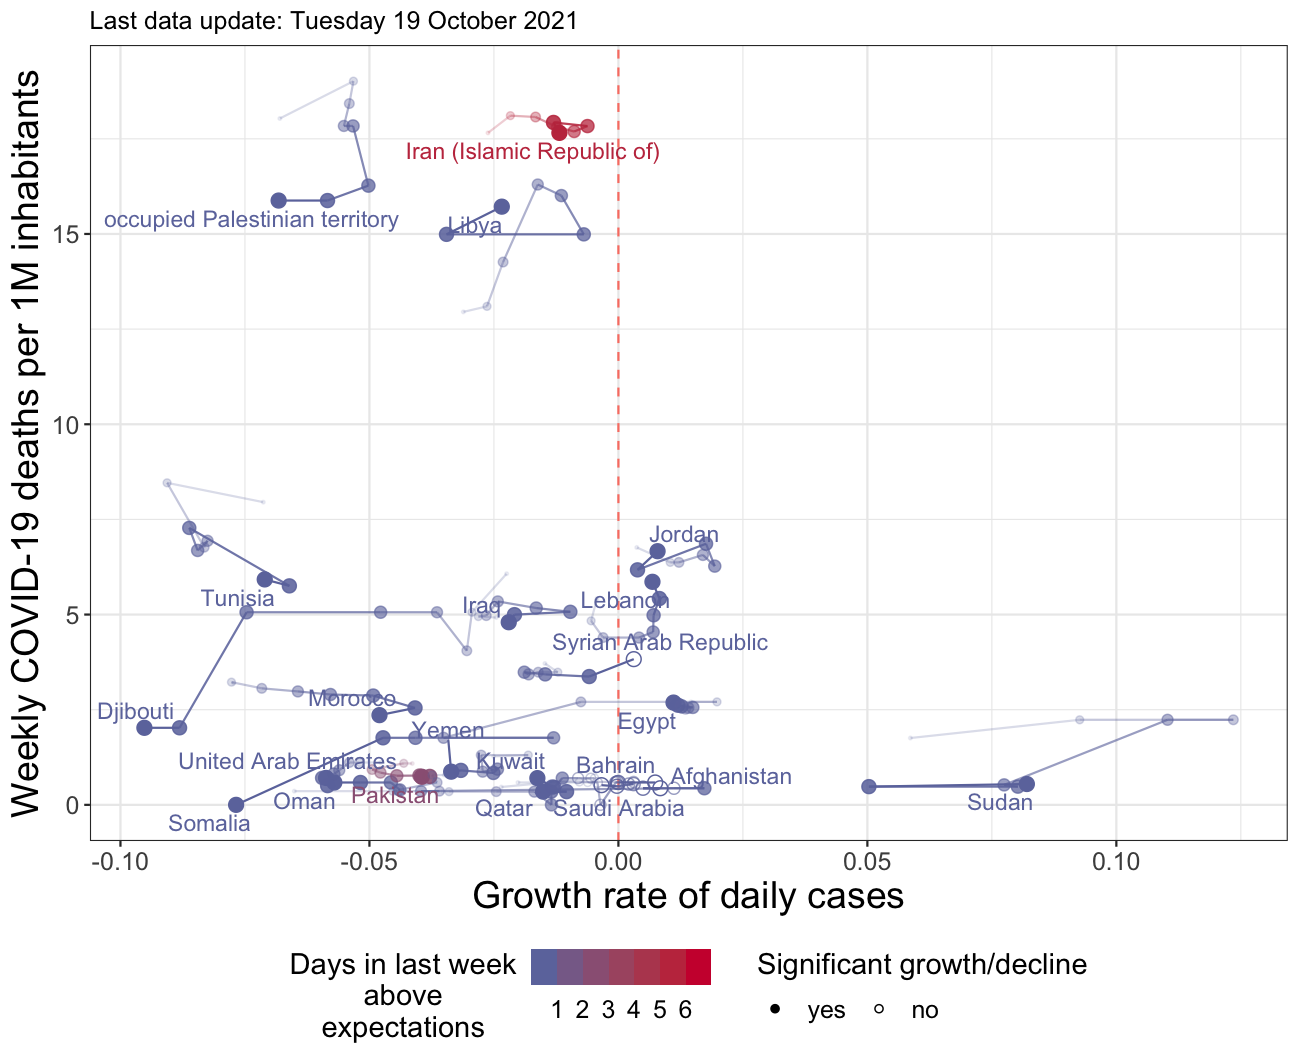 Last data update: Tuesday 19 October 2021
Weekly COVID-19 deaths per 1M inhabitants
15
10
5
0
Iran (Islamic Republic of)
occupied Palestinian territory
Libya
Jordan
Tunisia
Iraq
Lebanon
Syrian Arab Republic
Morocco
Djibouti
Egypt
Yemen
United Arab Emirates
Kuwait
Bahrain
Afghanistan
Oman
Pakistan
Qatar
Saudi Arabia
Sudan
Somalia
-0.10
-0.05
0.00
0.05
0.10
Growth rate of daily cases
Days in last week
above
expectations
1 2 3 4 5 6
Significant growth/decline
yes
no